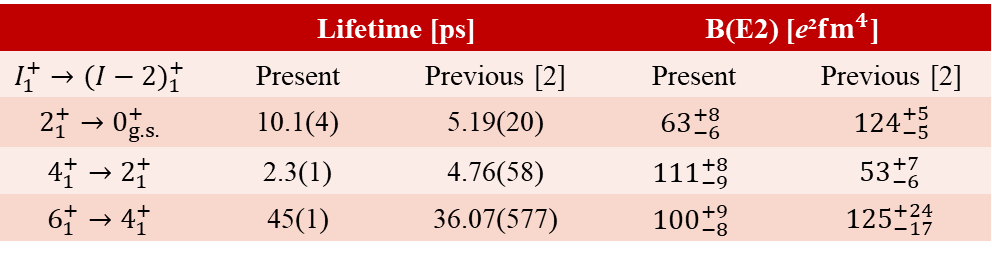 Lifetime [ps] B(E2) [e²fm⁴]
I₁⁺ → (I − 2)₁⁺ Present Previous [2] Present Previous [2]
2₁⁺ → 0⁺g.s. 10.1(4) 5.19(20) 63+8−6 124+5−5
4₁⁺ → 2₁⁺ 2.3(1) 4.76(58) 111+8−9 53+7−6
6₁⁺ → 4₁⁺ 45(1) 36.07(577) 100+9−8 125+24−17